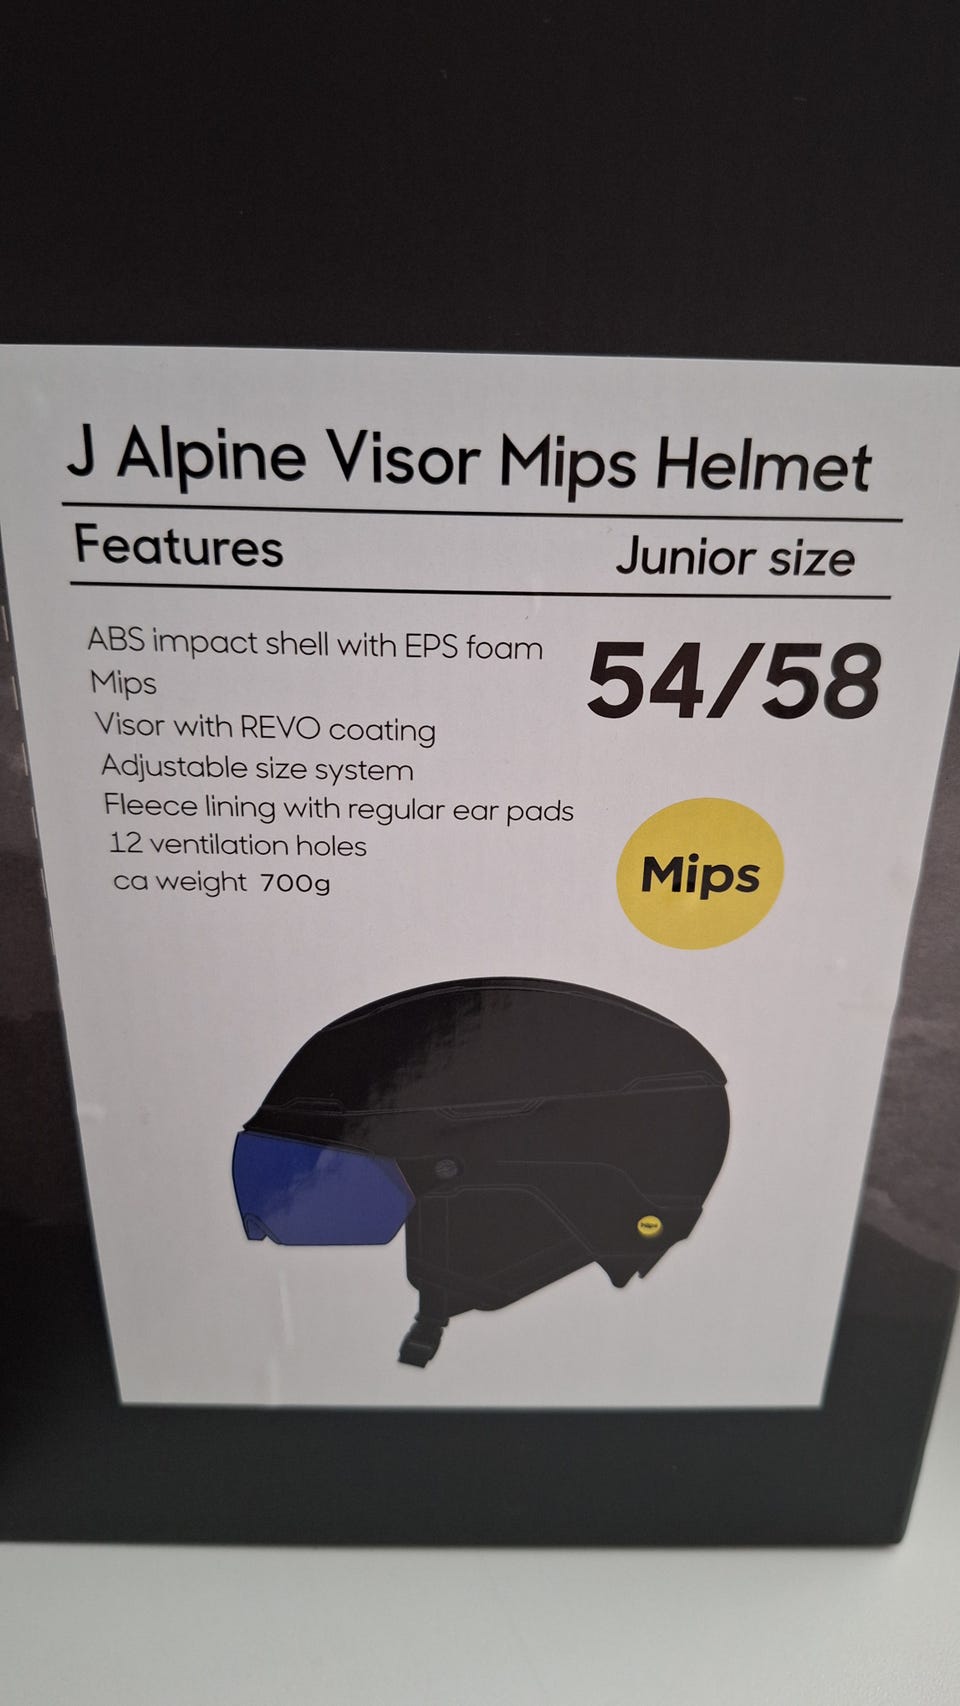 J Alpine Visor Mips Helmet
Features Junior size
ABS impact shell with EPS foam
Mips
Visor with REVO coating
Adjustable size system
Fleece lining with regular ear pads
12 ventilation holes
ca weight 700g
54/58
Mips
Mips